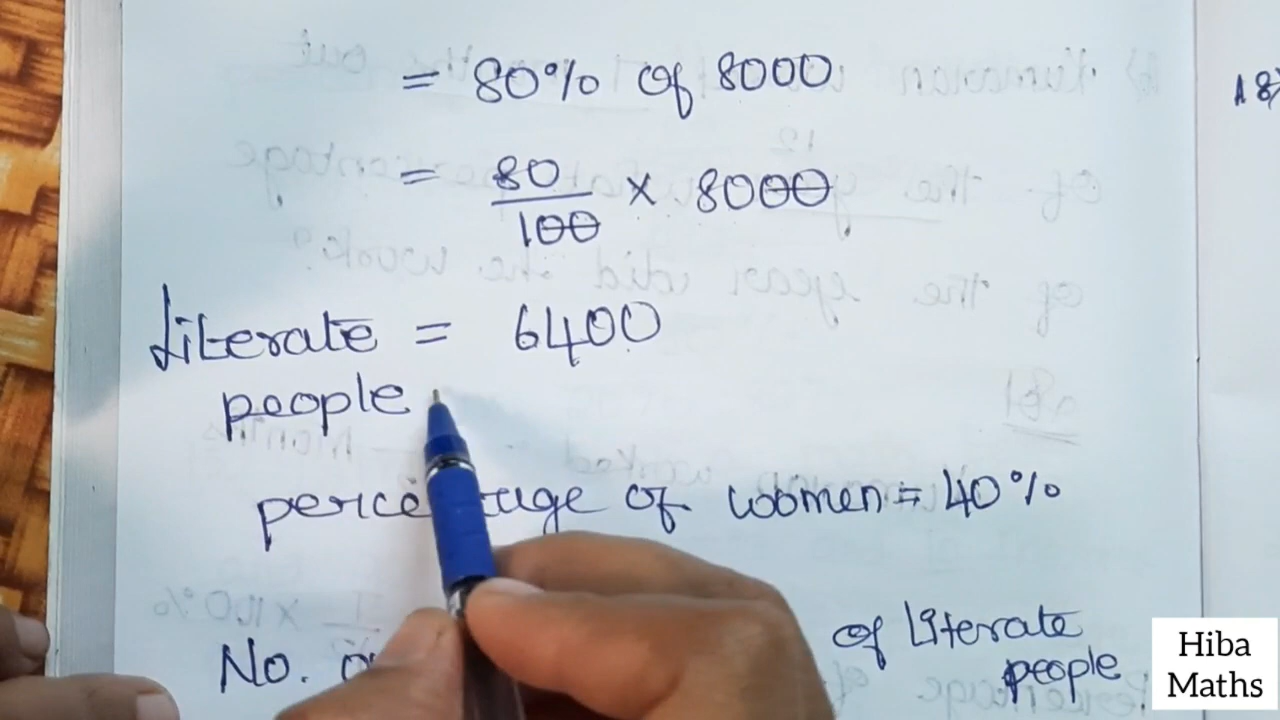 = 80% of 8000
= 80/100 × 8000
Literate = 6400
people
percentage of women = 40%
No. of Literate
people
18
Hiba
Maths